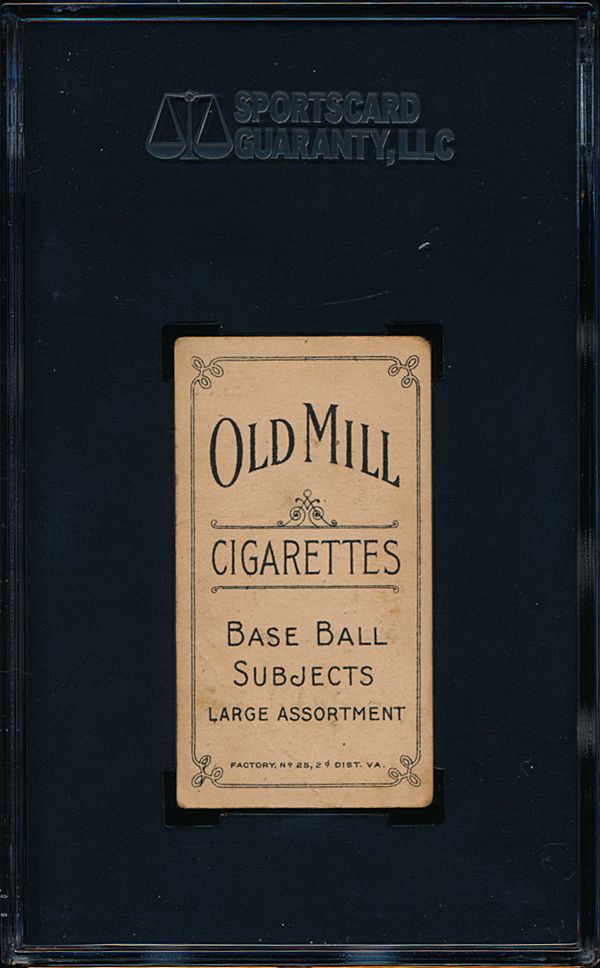 SPORTSCARD
GUARANTY, LLC
OLD MILL
CIGARETTES
BASE BALL
SUBJECTS
LARGE ASSORTMENT
FACTORY, Nº 25, 2ᵈ DIST. VA.